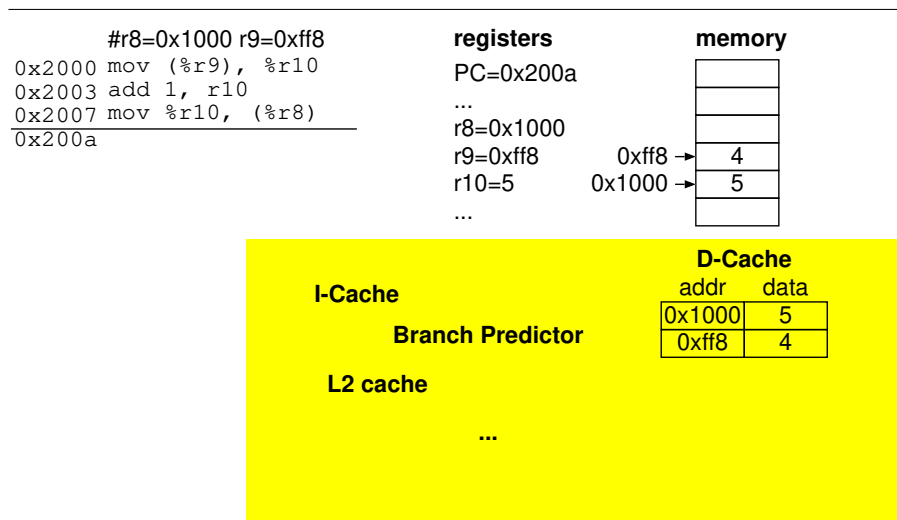 #r8=0x1000 r9=0xff8
0x2000 mov (%r9), %r10
0x2003 add 1, r10
0x2007 mov %r10, (%r8)
0x200a
registers
PC=0x200a
...
r8=0x1000
r9=0xff8
r10=5
...
memory
0xff8 → 4
0x1000 → 5
D-Cache
addr data
0x1000 5
0xff8 4
I-Cache
Branch Predictor
L2 cache
...